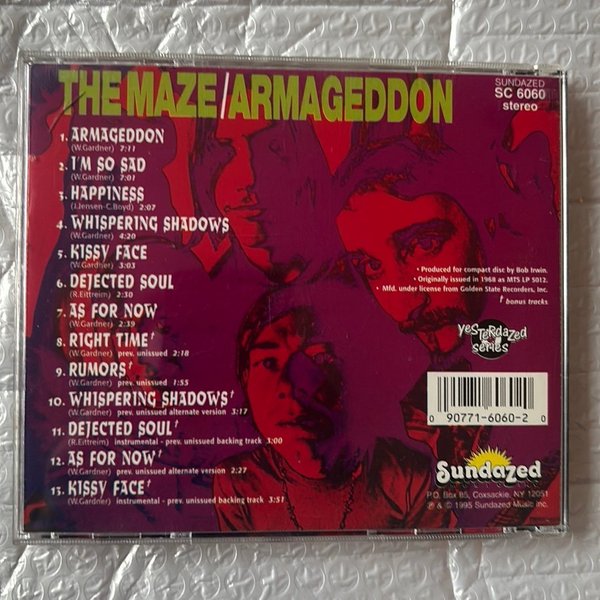 THE MAZE/ARMAGEDDON
SUNDAZED
SC 6060
stereo
1. ARMAGEDDON
(W.Gardner) 7:11
2. I'M SO SAD
(W.Gardner) 7:01
3. HAPPINESS
(J.Jensen-C.Boyd) 2:07
4. WHISPERING SHADOWS
(W.Gardner) 4:20
5. KISSY FACE
(W.Gardner) 3:03
6. DEJECTED SOUL
(R.Eittreim) 2:30
7. AS FOR NOW
(W.Gardner) 2:39
8. RIGHT TIME†
(W.Gardner) prev. unissued 2:18
9. RUMORS†
(W.Gardner) prev. unissued 1:55
10. WHISPERING SHADOWS†
(W.Gardner) prev. unissued alternate version 3:17
11. DEJECTED SOUL†
(R.Eittreim) instrumental - prev. unissued backing track 3:00
12. AS FOR NOW†
(W.Gardner) prev. unissued alternate version 2:27
13. KISSY FACE†
(W.Gardner) instrumental - prev. unissued backing track 3:51
• Produced for compact disc by Bob Irwin.
• Originally issued in 1968 as MTS LP 5012.
• Mfd. under license from Golden State Recorders, Inc.
† bonus tracks
yesterdazed
series
0 90771-6060-2 0
Sundazed
P.O. Box 85, Coxsackie, NY 12051
℗ & © 1995 Sundazed Music Inc.